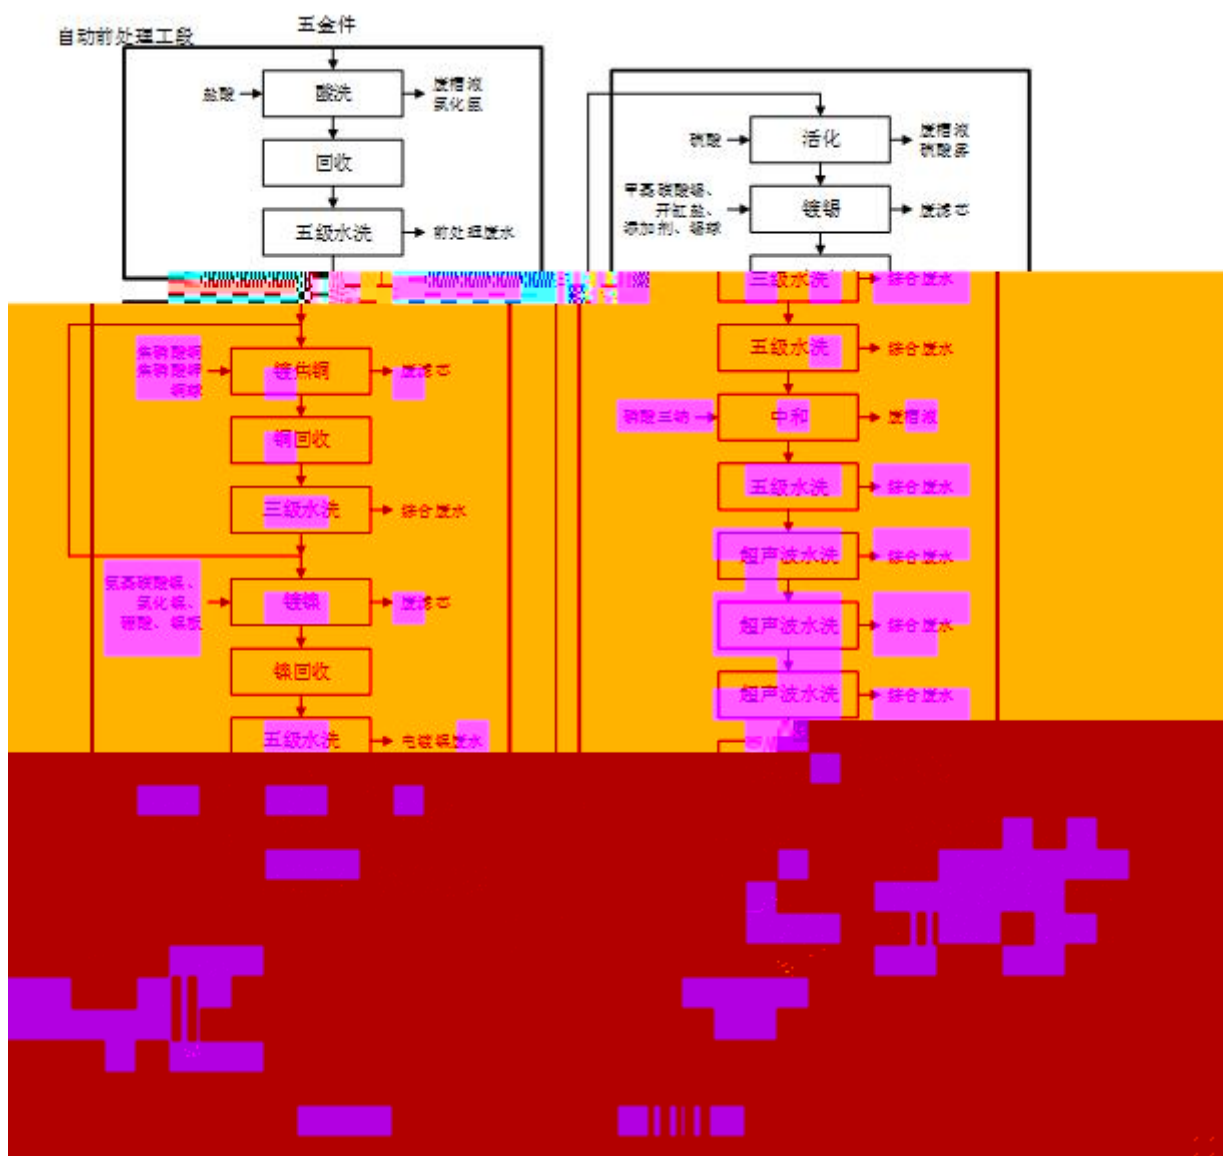 五金件
自动前处理工段
盐酸
酸洗
废槽液
氯化氢
回收
五级水洗
前处理废水
镀焦铜
废滤芯
焦磷酸铜
焦磷酸钾
铜球
铜回收
三级水洗
综合废水
镀镍
废滤芯
氯化镍、
硼酸、镍板
镍回收
五级水洗
电镀镍废水
硫酸
活化
废槽液
硫酸雾
甲基磺酸锡、
开缸盐、
添加剂、锡球
镀锡
废滤芯
三级水洗
综合废水
五级水洗
综合废水
磷酸三钠
中和
废槽液
五级水洗
综合废水
超声波水洗
综合废水
超声波水洗
综合废水
超声波水洗
综合废水